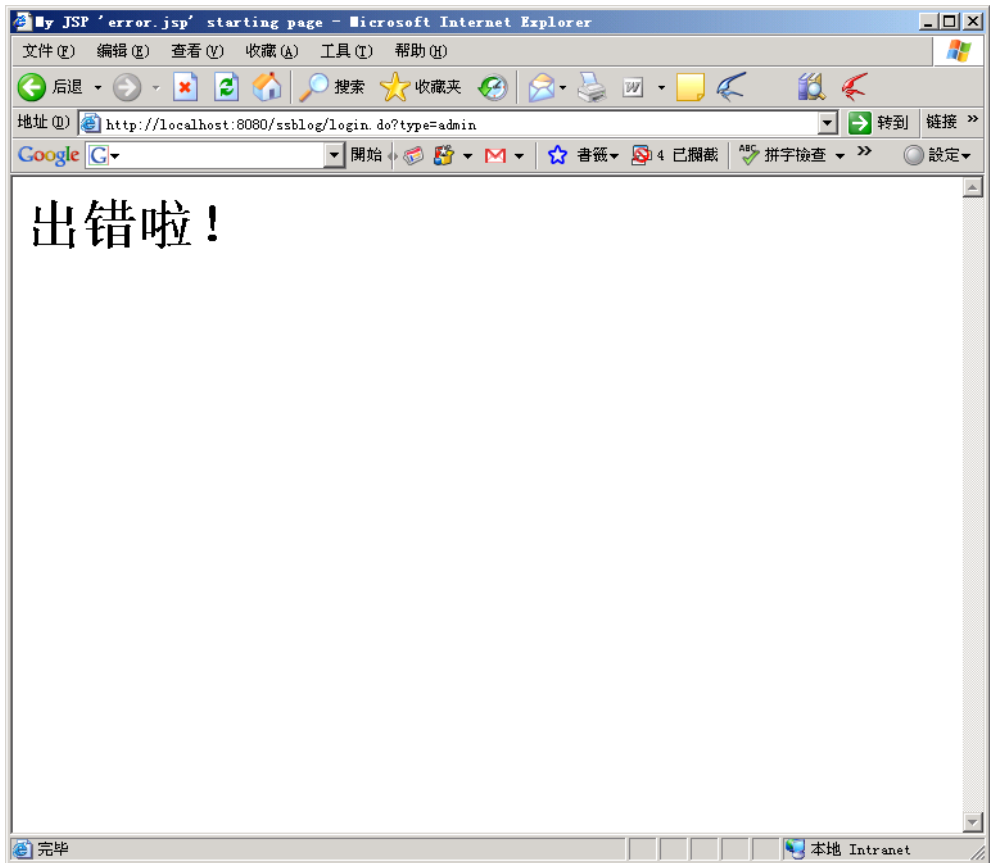 My JSP 'error.jsp' starting page - Microsoft Internet Explorer
文件(F) 编辑(E) 查看(V) 收藏(A) 工具(T) 帮助(H)
后退 搜索 收藏夹 W
地址(D) http://localhost:8080/ssblog/login.do?type=admin 转到 链接 »
Google G 開始 M 書籤 4 已攔截 ABC 拼字檢查 » 設定
出错啦！
完毕 本地 Intranet